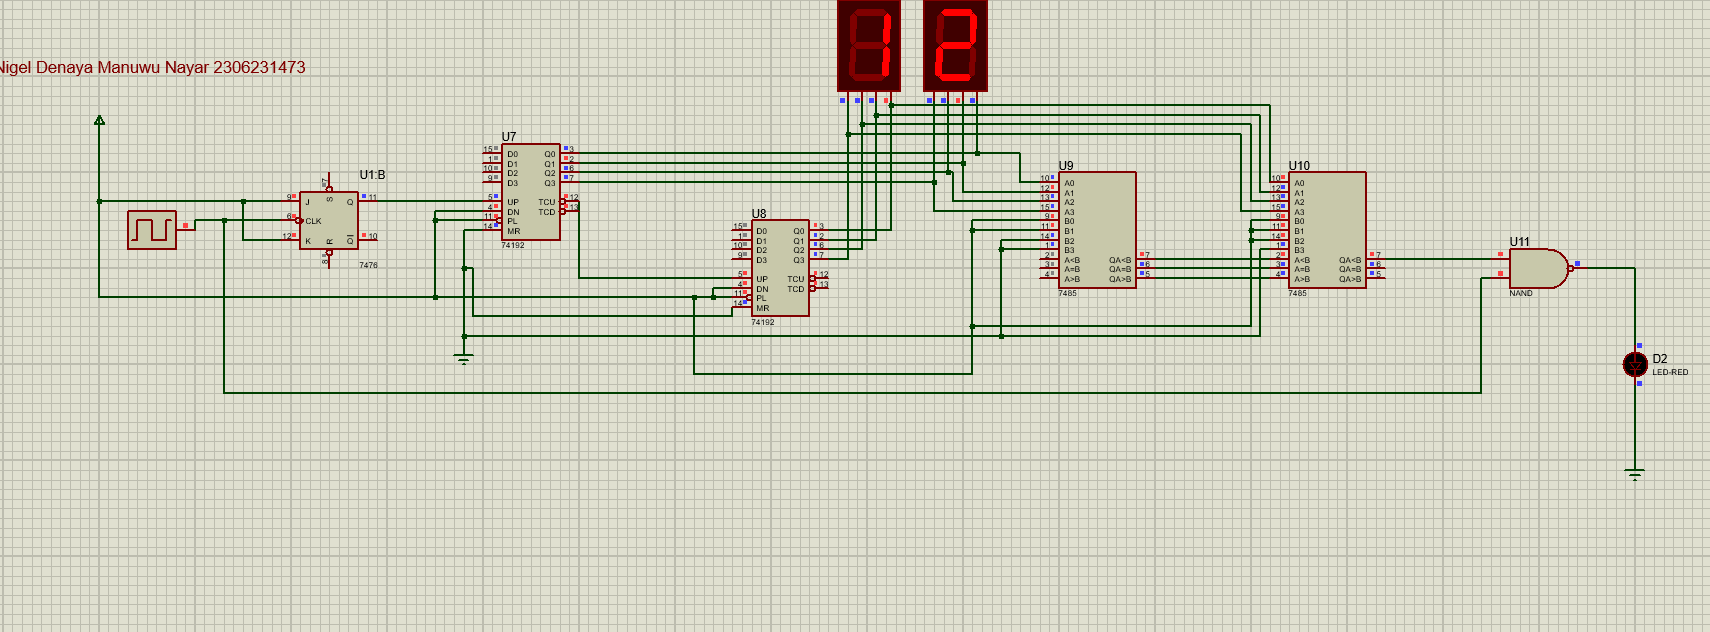 1 2
Nigel Denaya Manuwu Nayar 2306231473
U1:B
9 J Q 11
6 CLK
12 K Q 10
S 7
R 8
7476
U7
15 D0 Q0 3
1 D1 Q1 2
10 D2 Q2 6
9 D3 Q3 7
5 UP TCU 12
4 DN TCD 13
11 PL
14 MR
74192
U8
15 D0 Q0 3
1 D1 Q1 2
10 D2 Q2 6
9 D3 Q3 7
5 UP TCU 12
4 DN TCD 13
11 PL
14 MR
74192
U9
10 A0
12 A1
13 A2
15 A3
9 B0
11 B1
14 B2
1 B3
2 A<B QA<B 7
3 A=B QA=B 6
4 A>B QA>B 5
7485
U10
10 A0
12 A1
13 A2
15 A3
9 B0
11 B1
14 B2
1 B3
2 A<B QA<B 7
3 A=B QA=B 6
4 A>B QA>B 5
7485
U11
NAND
D2
LED-RED